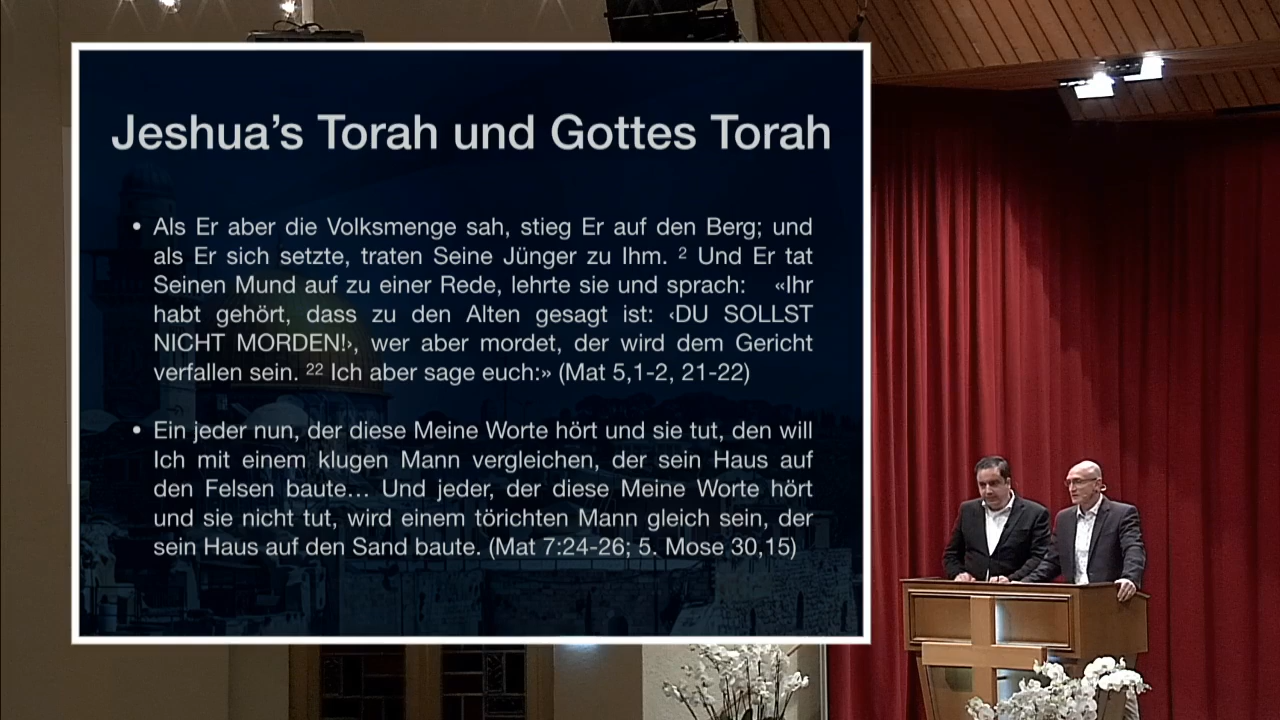 Jeshua’s Torah und Gottes Torah
• Als Er aber die Volksmenge sah, stieg Er auf den Berg; und
als Er sich setzte, traten Seine Jünger zu Ihm. ² Und Er tat
Seinen Mund auf zu einer Rede, lehrte sie und sprach: «Ihr
habt gehört, dass zu den Alten gesagt ist: ‹DU SOLLST
NICHT MORDEN!›, wer aber mordet, der wird dem Gericht
verfallen sein. ²² Ich aber sage euch:» (Mat 5,1-2, 21-22)
• Ein jeder nun, der diese Meine Worte hört und sie tut, den will
Ich mit einem klugen Mann vergleichen, der sein Haus auf
den Felsen baute… Und jeder, der diese Meine Worte hört
und sie nicht tut, wird einem törichten Mann gleich sein, der
sein Haus auf den Sand baute. (Mat 7:24-26; 5. Mose 30,15)